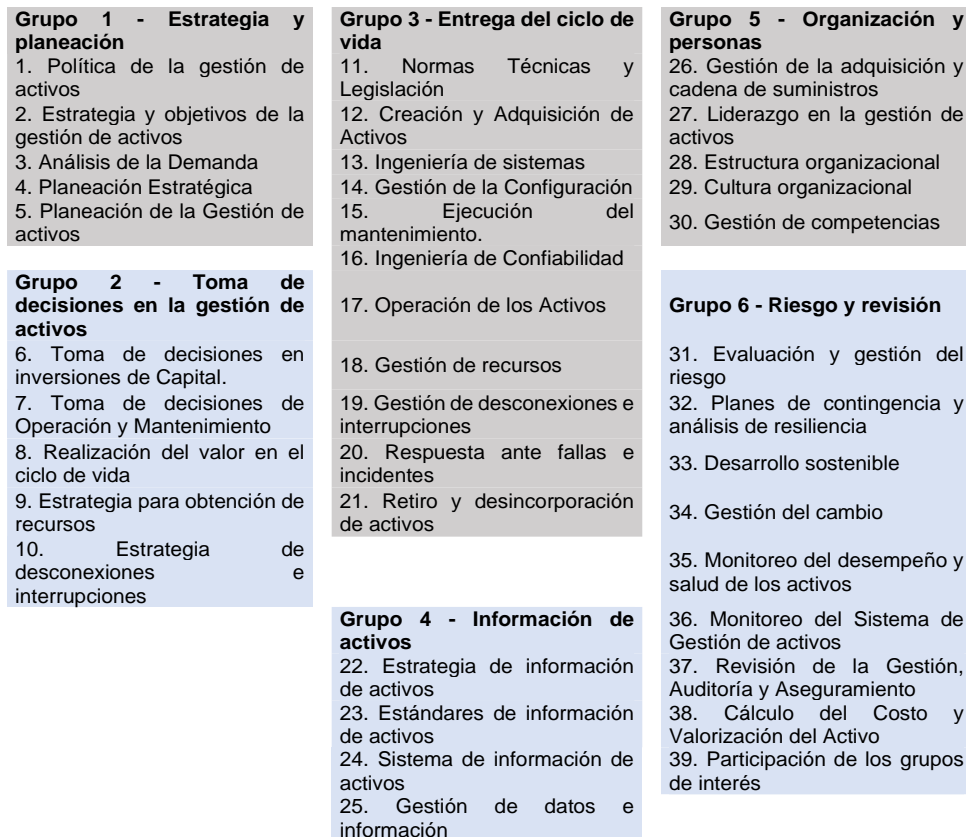 Grupo 1 - Estrategia y
planeación
1. Política de la gestión de
activos
2. Estrategia y objetivos de la
gestión de activos
3. Análisis de la Demanda
4. Planeación Estratégica
5. Planeación de la Gestión de
activos
Grupo 2 - Toma de
decisiones en la gestión de
activos
6. Toma de decisiones en
inversiones de Capital.
7. Toma de decisiones de
Operación y Mantenimiento
8. Realización del valor en el
ciclo de vida
9. Estrategia para obtención de
recursos
10. Estrategia de
desconexiones e
interrupciones
Grupo 3 - Entrega del ciclo de
vida
11. Normas Técnicas y
Legislación
12. Creación y Adquisición de
Activos
13. Ingeniería de sistemas
14. Gestión de la Configuración
15. Ejecución del
mantenimiento.
16. Ingeniería de Confiabilidad
17. Operación de los Activos
18. Gestión de recursos
19. Gestión de desconexiones e
interrupciones
20. Respuesta ante fallas e
incidentes
21. Retiro y desincorporación
de activos
Grupo 4 - Información de
activos
22. Estrategia de información
de activos
23. Estándares de información
de activos
24. Sistema de información de
activos
25. Gestión de datos e
información
Grupo 5 - Organización y
personas
26. Gestión de la adquisición y
cadena de suministros
27. Liderazgo en la gestión de
activos
28. Estructura organizacional
29. Cultura organizacional
30. Gestión de competencias
Grupo 6 - Riesgo y revisión
31. Evaluación y gestión del
riesgo
32. Planes de contingencia y
análisis de resiliencia
33. Desarrollo sostenible
34. Gestión del cambio
35. Monitoreo del desempeño y
salud de los activos
36. Monitoreo del Sistema de
Gestión de activos
37. Revisión de la Gestión,
Auditoría y Aseguramiento
38. Cálculo del Costo y
Valorización del Activo
39. Participación de los grupos
de interés